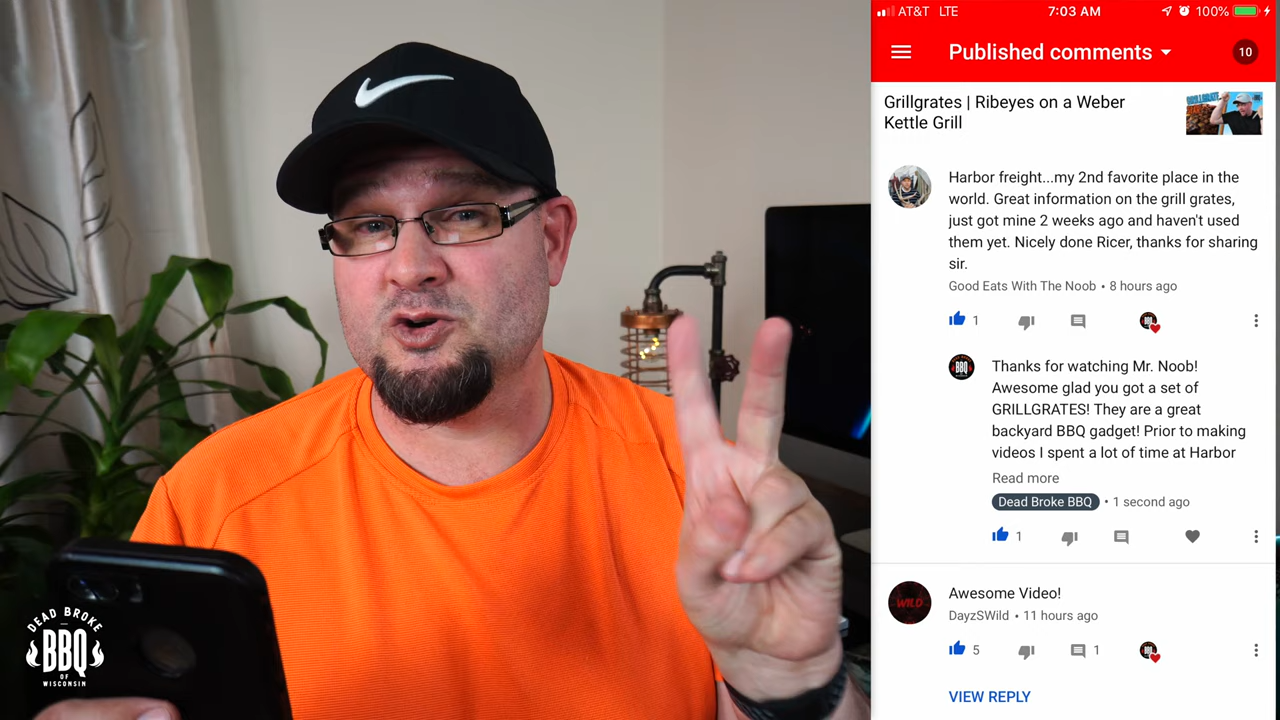 AT&T LTE 7:03 AM 100%
Published comments 10
Grillgrates | Ribeyes on a Weber
Kettle Grill
Harbor freight...my 2nd favorite place in the
world. Great information on the grill grates,
just got mine 2 weeks ago and haven't used
them yet. Nicely done Ricer, thanks for sharing
sir.
Good Eats With The Noob • 8 hours ago
1
BBQ
Thanks for watching Mr. Noob!
Awesome glad you got a set of
GRILLGRATES! They are a great
backyard BBQ gadget! Prior to making
videos I spent a lot of time at Harbor
Read more
Dead Broke BBQ • 1 second ago
1
WILD
Awesome Video!
DayzSWild • 11 hours ago
5 1
VIEW REPLY
DEAD BROKE
BBQ
OF
WISCONSIN